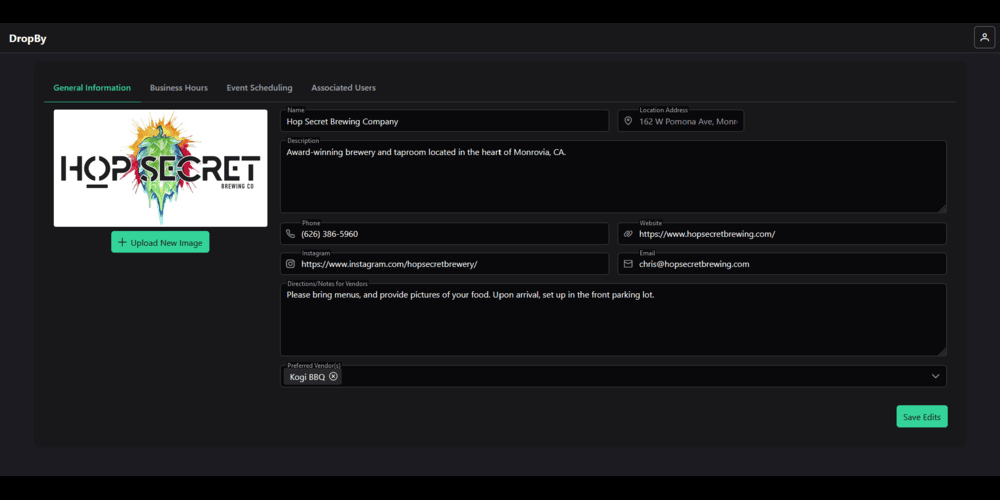 DropBy
General Information
Business Hours
Event Scheduling
Associated Users
HOP SECRET
BREWING CO
Upload New Image
Name
Hop Secret Brewing Company
Location Address
162 W Pomona Ave, Monr
Description
Award-winning brewery and taproom located in the heart of Monrovia, CA.
Phone
(626) 386-5960
Website
https://www.hopsecretbrewing.com/
Instagram
https://www.instagram.com/hopsecretbrewery/
Email
chris@hopsecretbrewing.com
Directions/Notes for Vendors
Please bring menus, and provide pictures of your food. Upon arrival, set up in the front parking lot.
Preferred Vendor(s)
Kogi BBQ
Save Edits